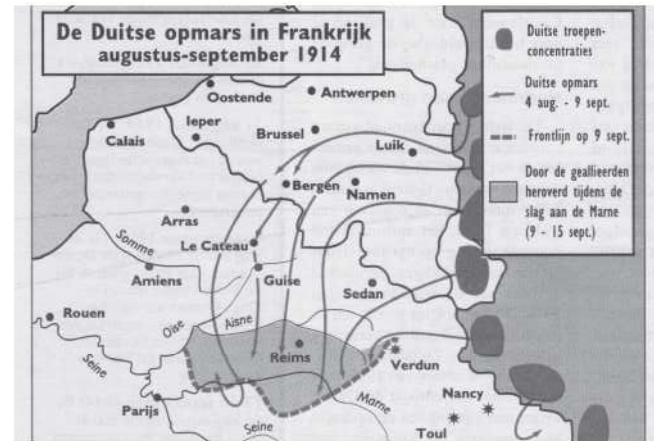 De Duitse opmars in Frankrijk
augustus-september 1914
Duitse troepen-
concentraties
Duitse opmars
4 aug. - 9 sept.
Frontlijn op 9 sept.
Door de geallieerden
heroverd tijdens de
slag aan de Marne
(9 - 15 sept.)
Oostende
Antwerpen
Calais
Ieper
Brussel
Luik
Bergen
Namen
Arras
Somme
Le Cateau
Amiens
Guise
Sedan
Rouen
Oise
Aisne
Seine
Reims
Verdun
Parijs
Marne
Nancy
Seine
Toul